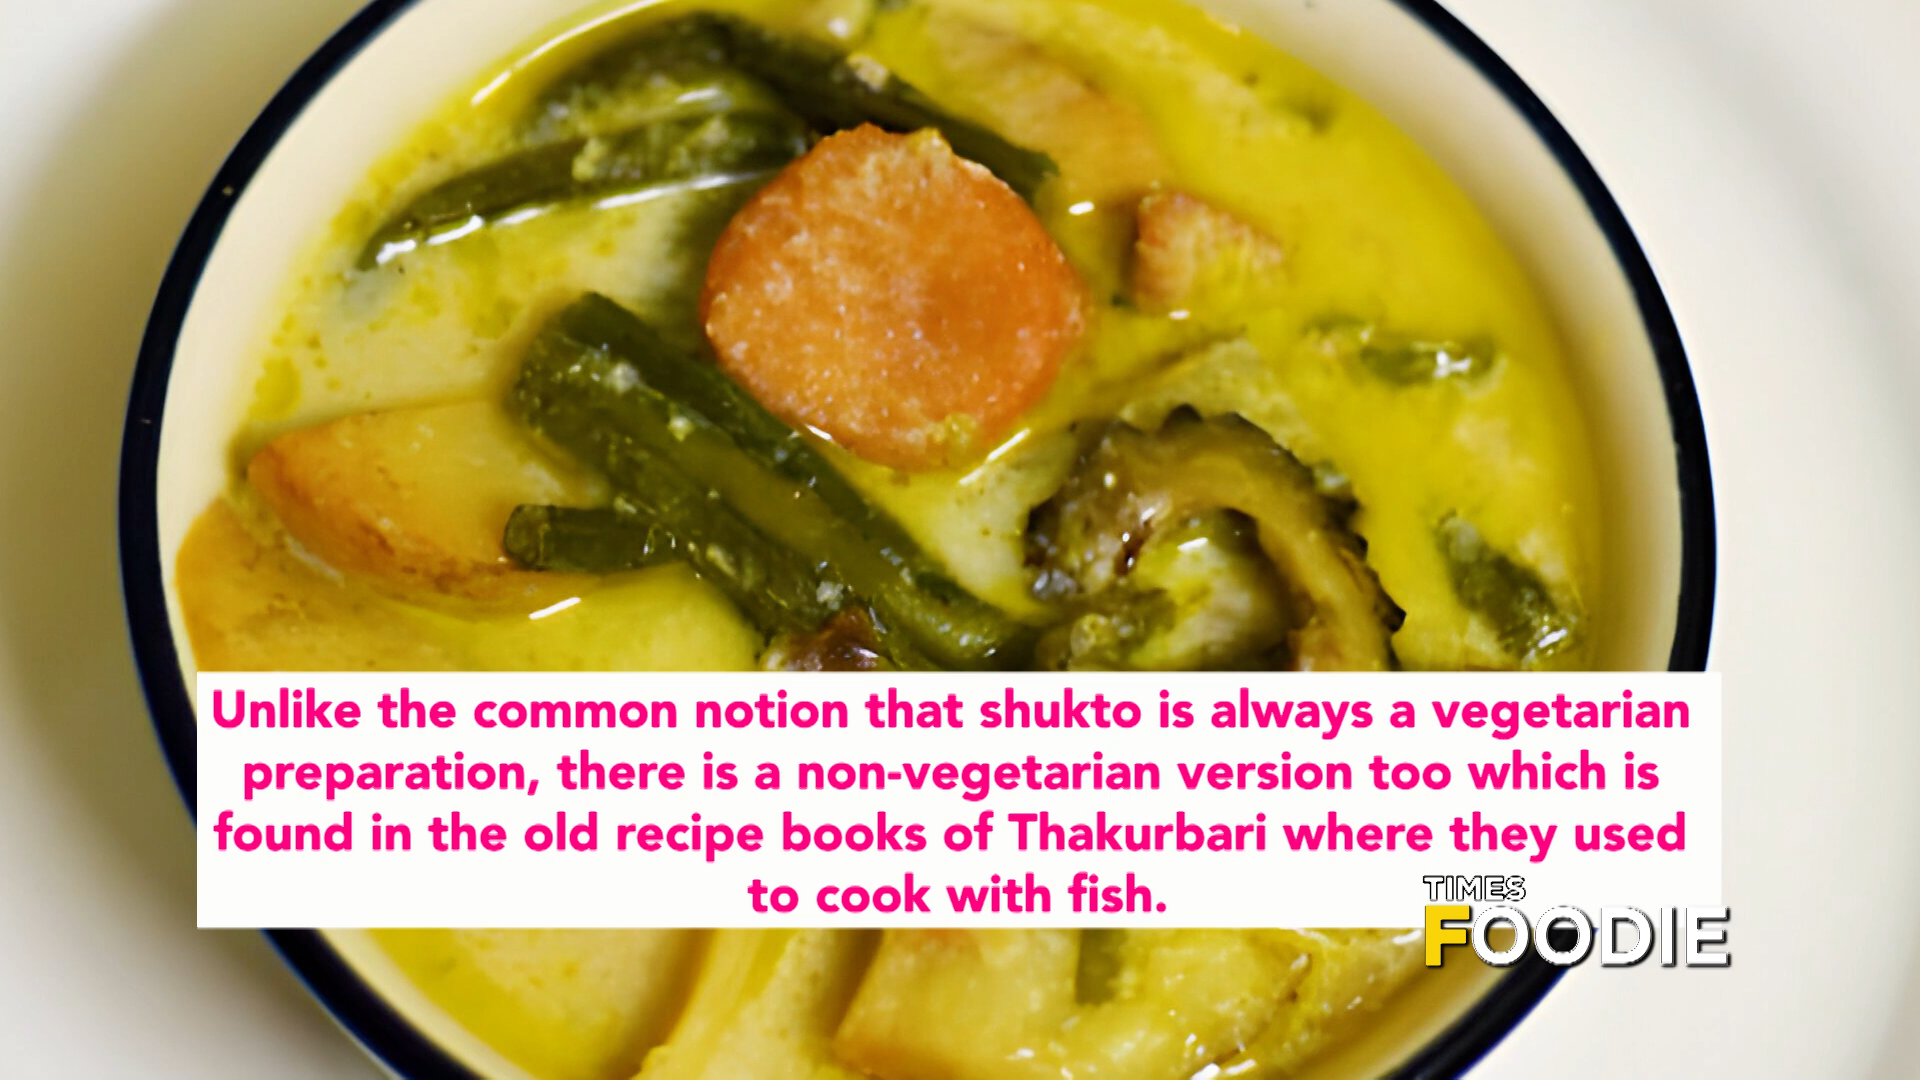 Unlike the common notion that shukto is always a vegetarian
preparation, there is a non-vegetarian version too which is
found in the old recipe books of Thakurbari where they used
to cook with fish.
TIMES
FOODIE